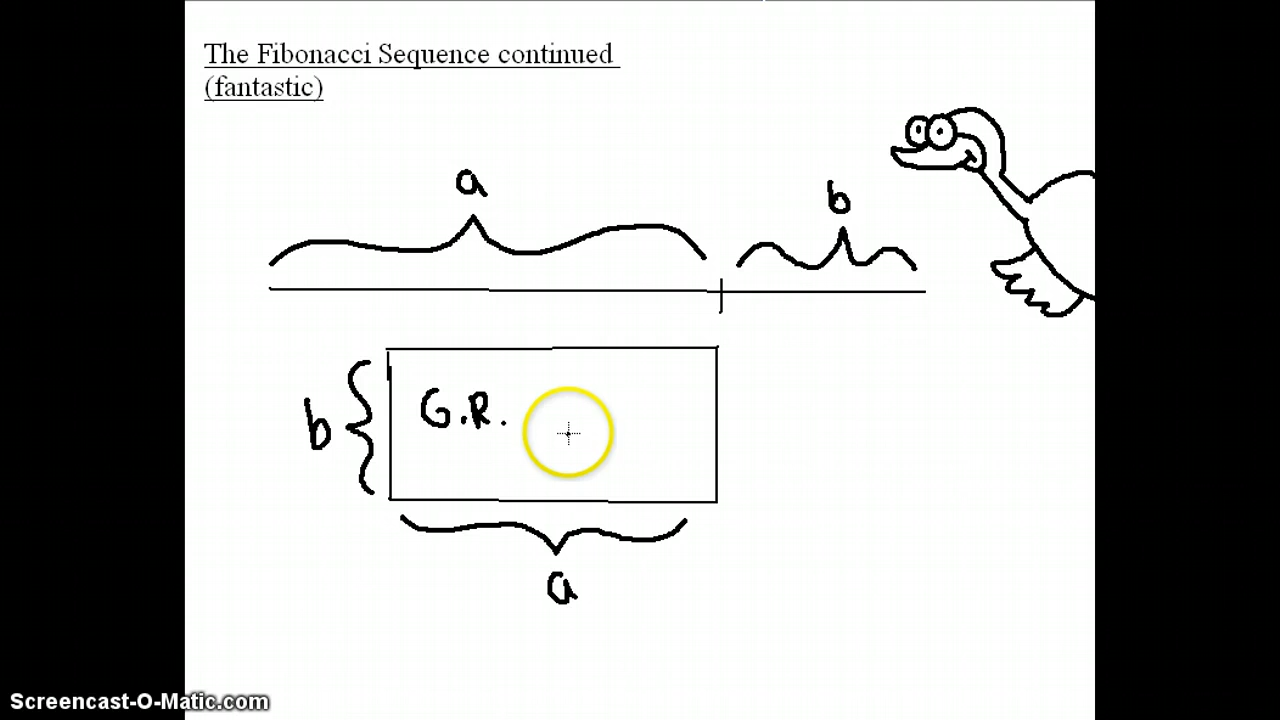 The Fibonacci Sequence continued
(fantastic)
a
b
G.R.
b
a
Screencast-O-Matic.com